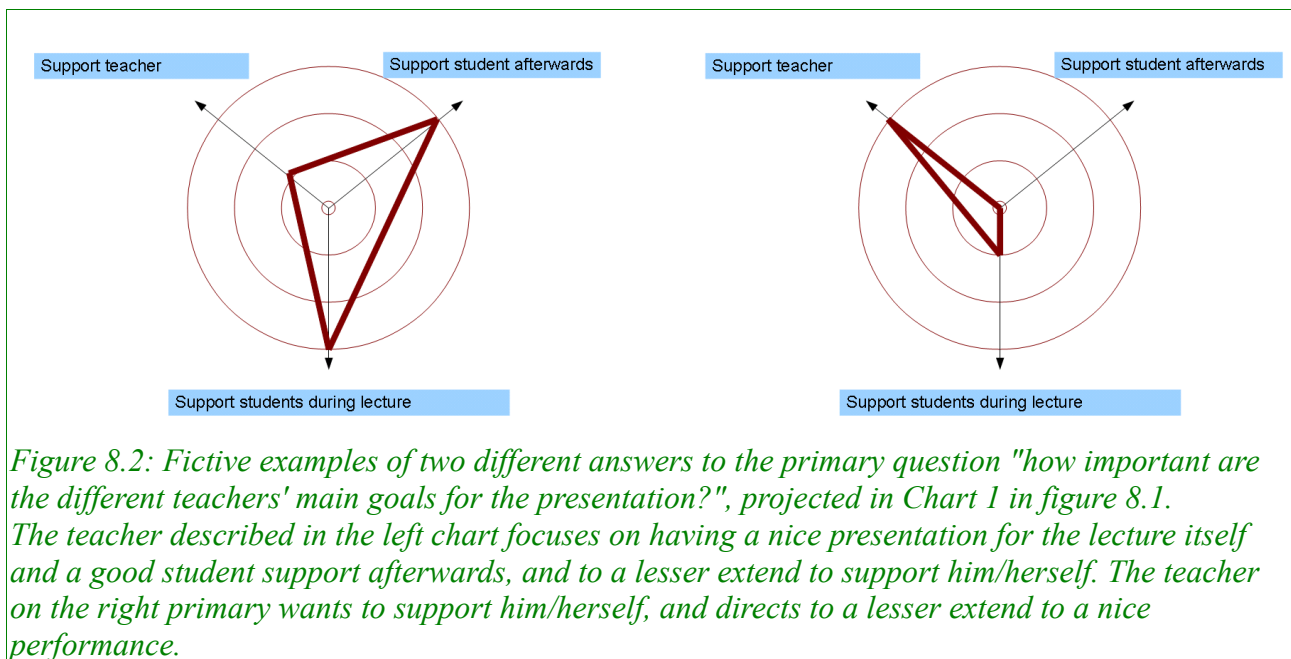 Support teacher
Support student afterwards
Support students during lecture
Support teacher
Support student afterwards
Support students during lecture
Figure 8.2: Fictive examples of two different answers to the primary question "how important are
the different teachers' main goals for the presentation?", projected in Chart 1 in figure 8.1.
The teacher described in the left chart focuses on having a nice presentation for the lecture itself
and a good student support afterwards, and to a lesser extend to support him/herself. The teacher
on the right primary wants to support him/herself, and directs to a lesser extend to a nice
performance.